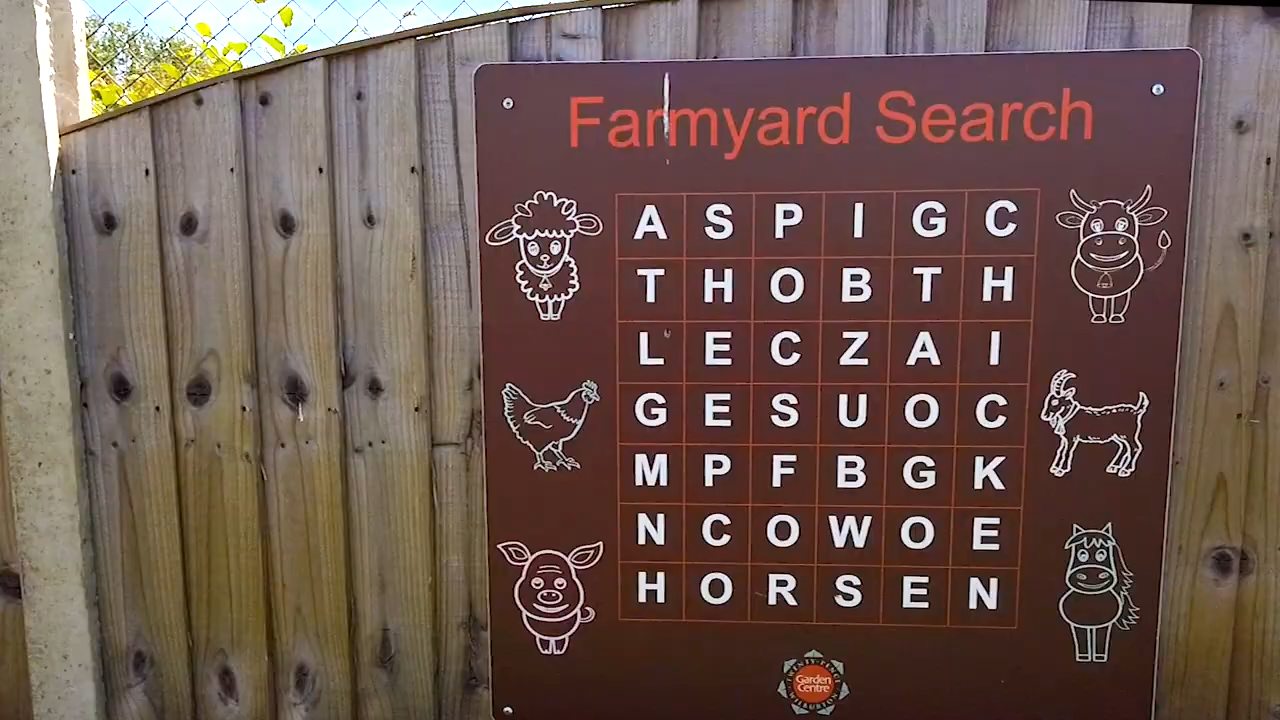 Farmyard Search
A S P I G C
T H O B T H
L E C Z A I
G E S U O C
M P F B G K
N C O W O E
H O R S E N
Garden
Centre